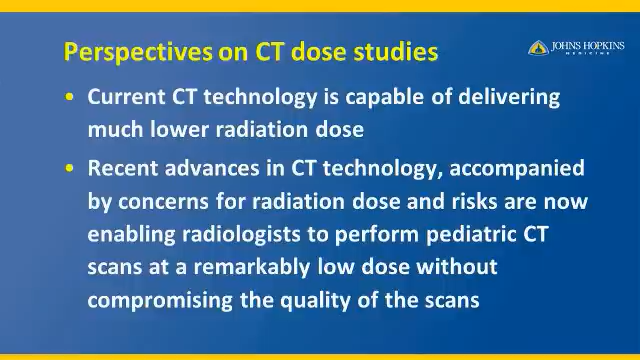 Perspectives on CT dose studies
JOHNS HOPKINS
MEDICINE
• Current CT technology is capable of delivering
much lower radiation dose
• Recent advances in CT technology, accompanied
by concerns for radiation dose and risks are now
enabling radiologists to perform pediatric CT
scans at a remarkably low dose without
compromising the quality of the scans